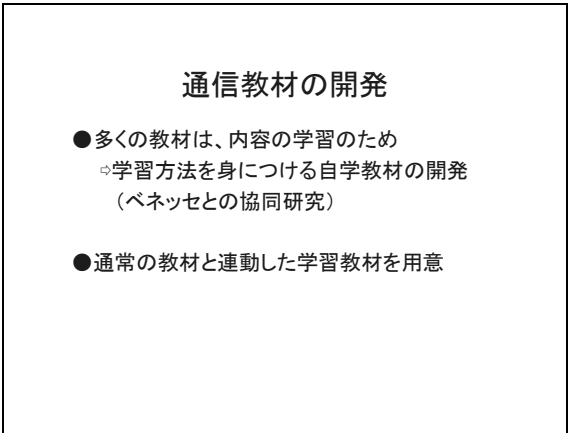 通信教材の開発
●多くの教材は、内容の学習のため
⇨学習方法を身につける自学教材の開発
（ベネッセとの協同研究）
●通常の教材と連動した学習教材を用意